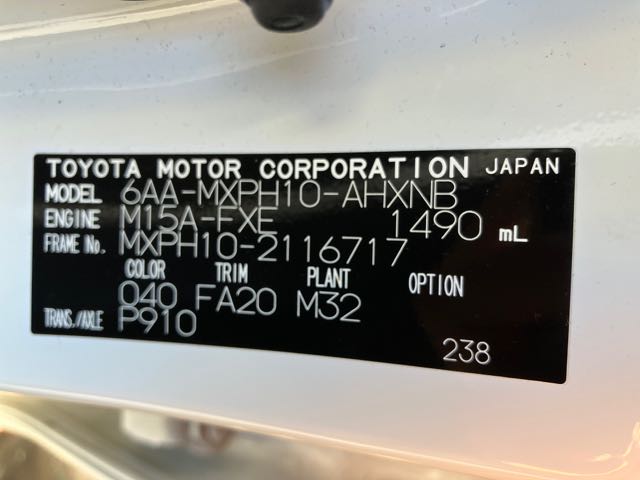 TOYOTA MOTOR CORPORATION JAPAN
MODEL 6AA-MXPH10-AHXNB
ENGINE M15A-FXE 1490 mL
FRAME No. MXPH10-2116717
COLOR TRIM PLANT OPTION
040 FA20 M32
TRANS./AXLE P910
238